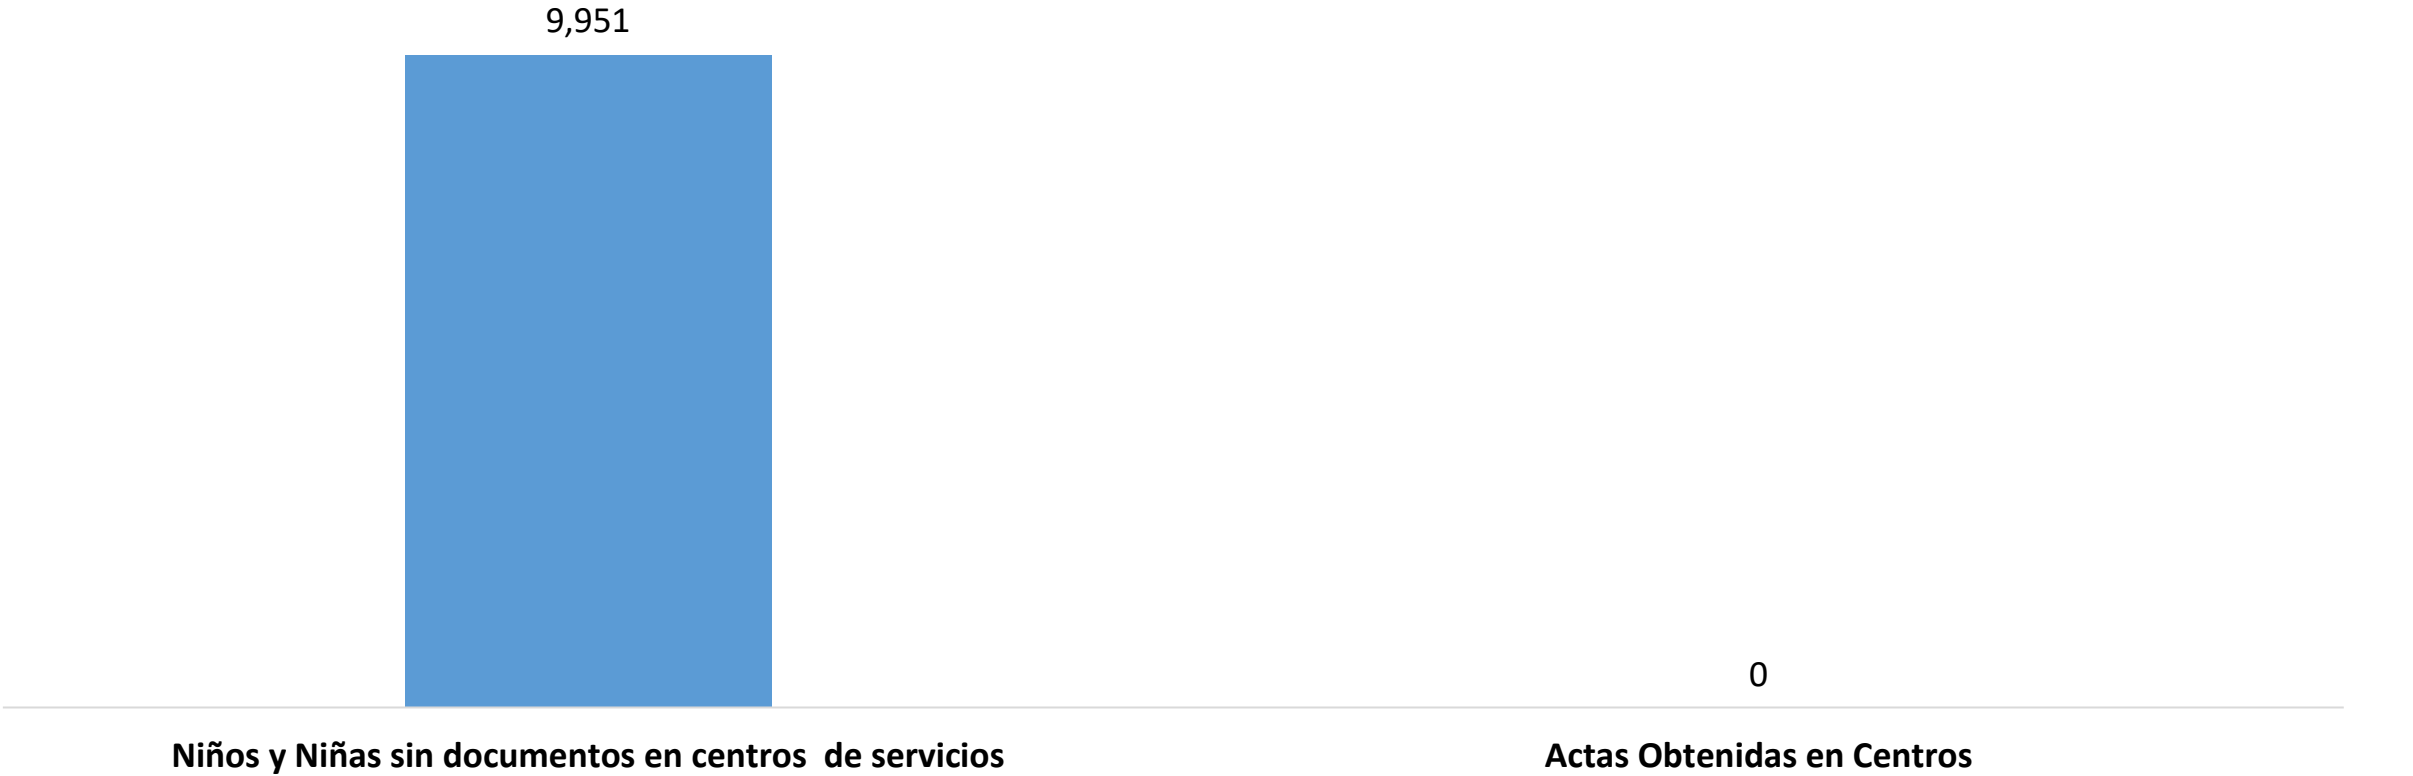 9,951
0
Niños y Niñas sin documentos en centros  de servicios
Actas Obtenidas en Centros